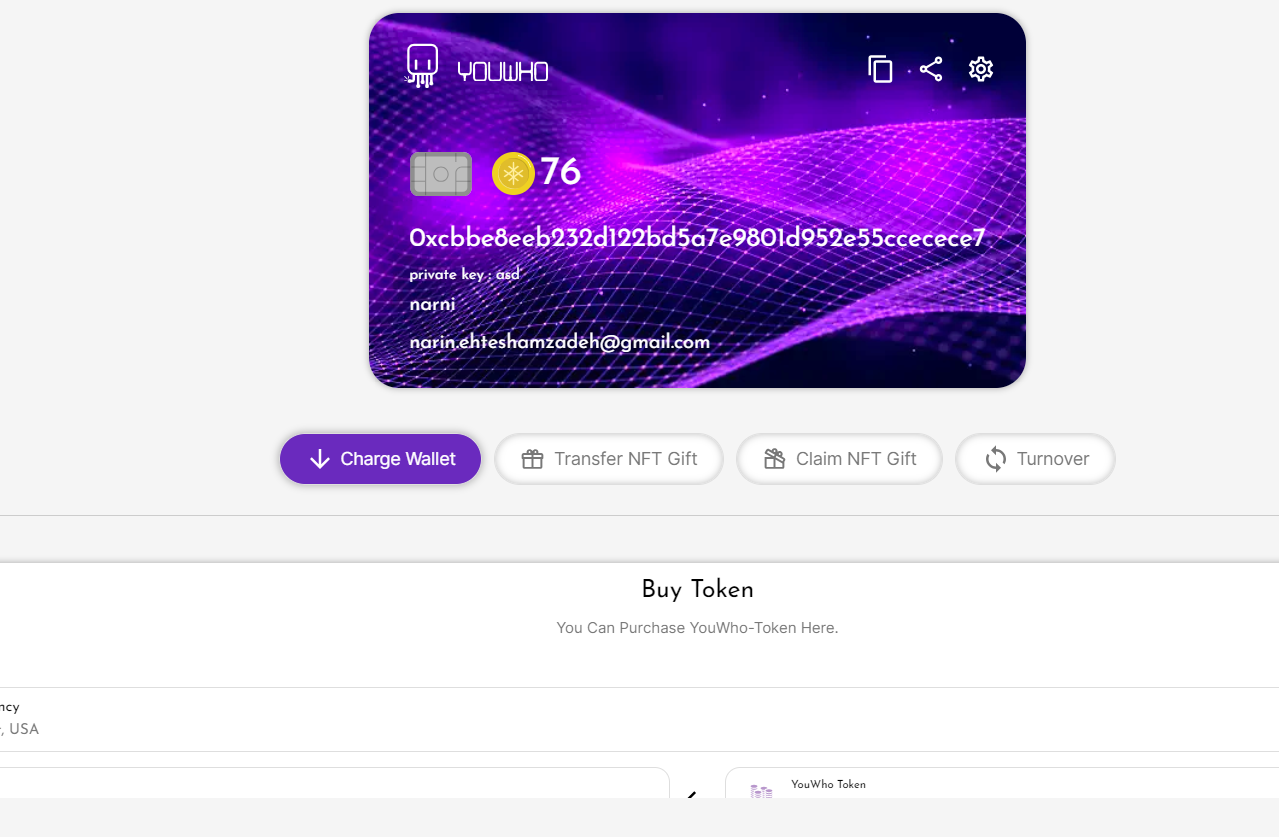 YOUWHO
76
0xcbbe8eeb232d122bd5a7e9801d952e55ccecece7
private key : asd
narni
narin.ehteshamzadeh@gmail.com
Charge Wallet
Transfer NFT Gift
Claim NFT Gift
Turnover
Buy Token
You Can Purchase YouWho-Token Here.
ncy
, USA
YouWho Token